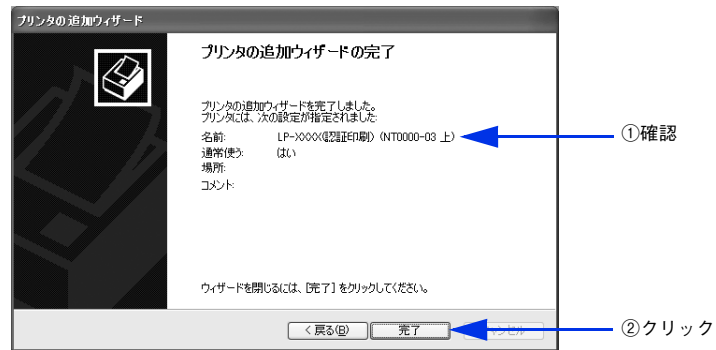 プリンタの追加ウィザード
プリンタの追加ウィザードの完了
プリンタの追加ウィザードを完了しました。
プリンタには、次の設定が指定されました:
名前: LP-XXXX(認証印刷) (NT0000-03 上)
①確認
通常使う: はい
場所:
コメント:
ウィザードを閉じるには、[完了] をクリックしてください。
< 戻る(B) 完了
②クリック